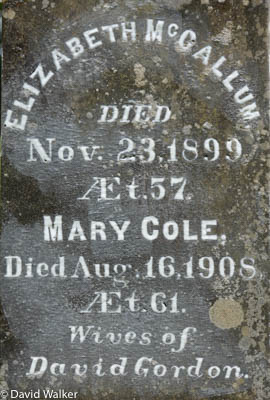 ELIZABETH McCALLUM,
DIED
Nov. 23, 1899
Æt. 57.
MARY COLE,
Died Aug. 16, 1908,
Æt. 61.
Wives of
David Gordon.
©David Walker